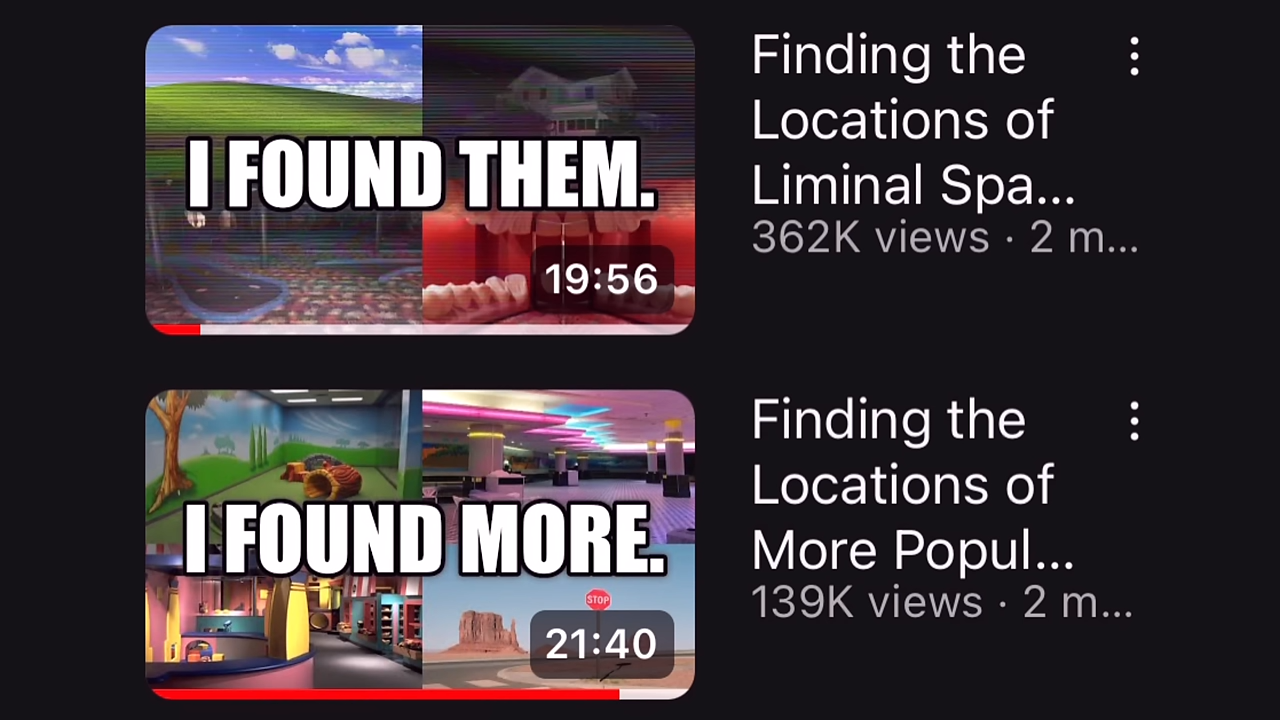 I FOUND THEM.
19:56
Finding the
Locations of
Liminal Spa...
362K views · 2 m...
I FOUND MORE.
STOP
21:40
Finding the
Locations of
More Popul...
139K views · 2 m...